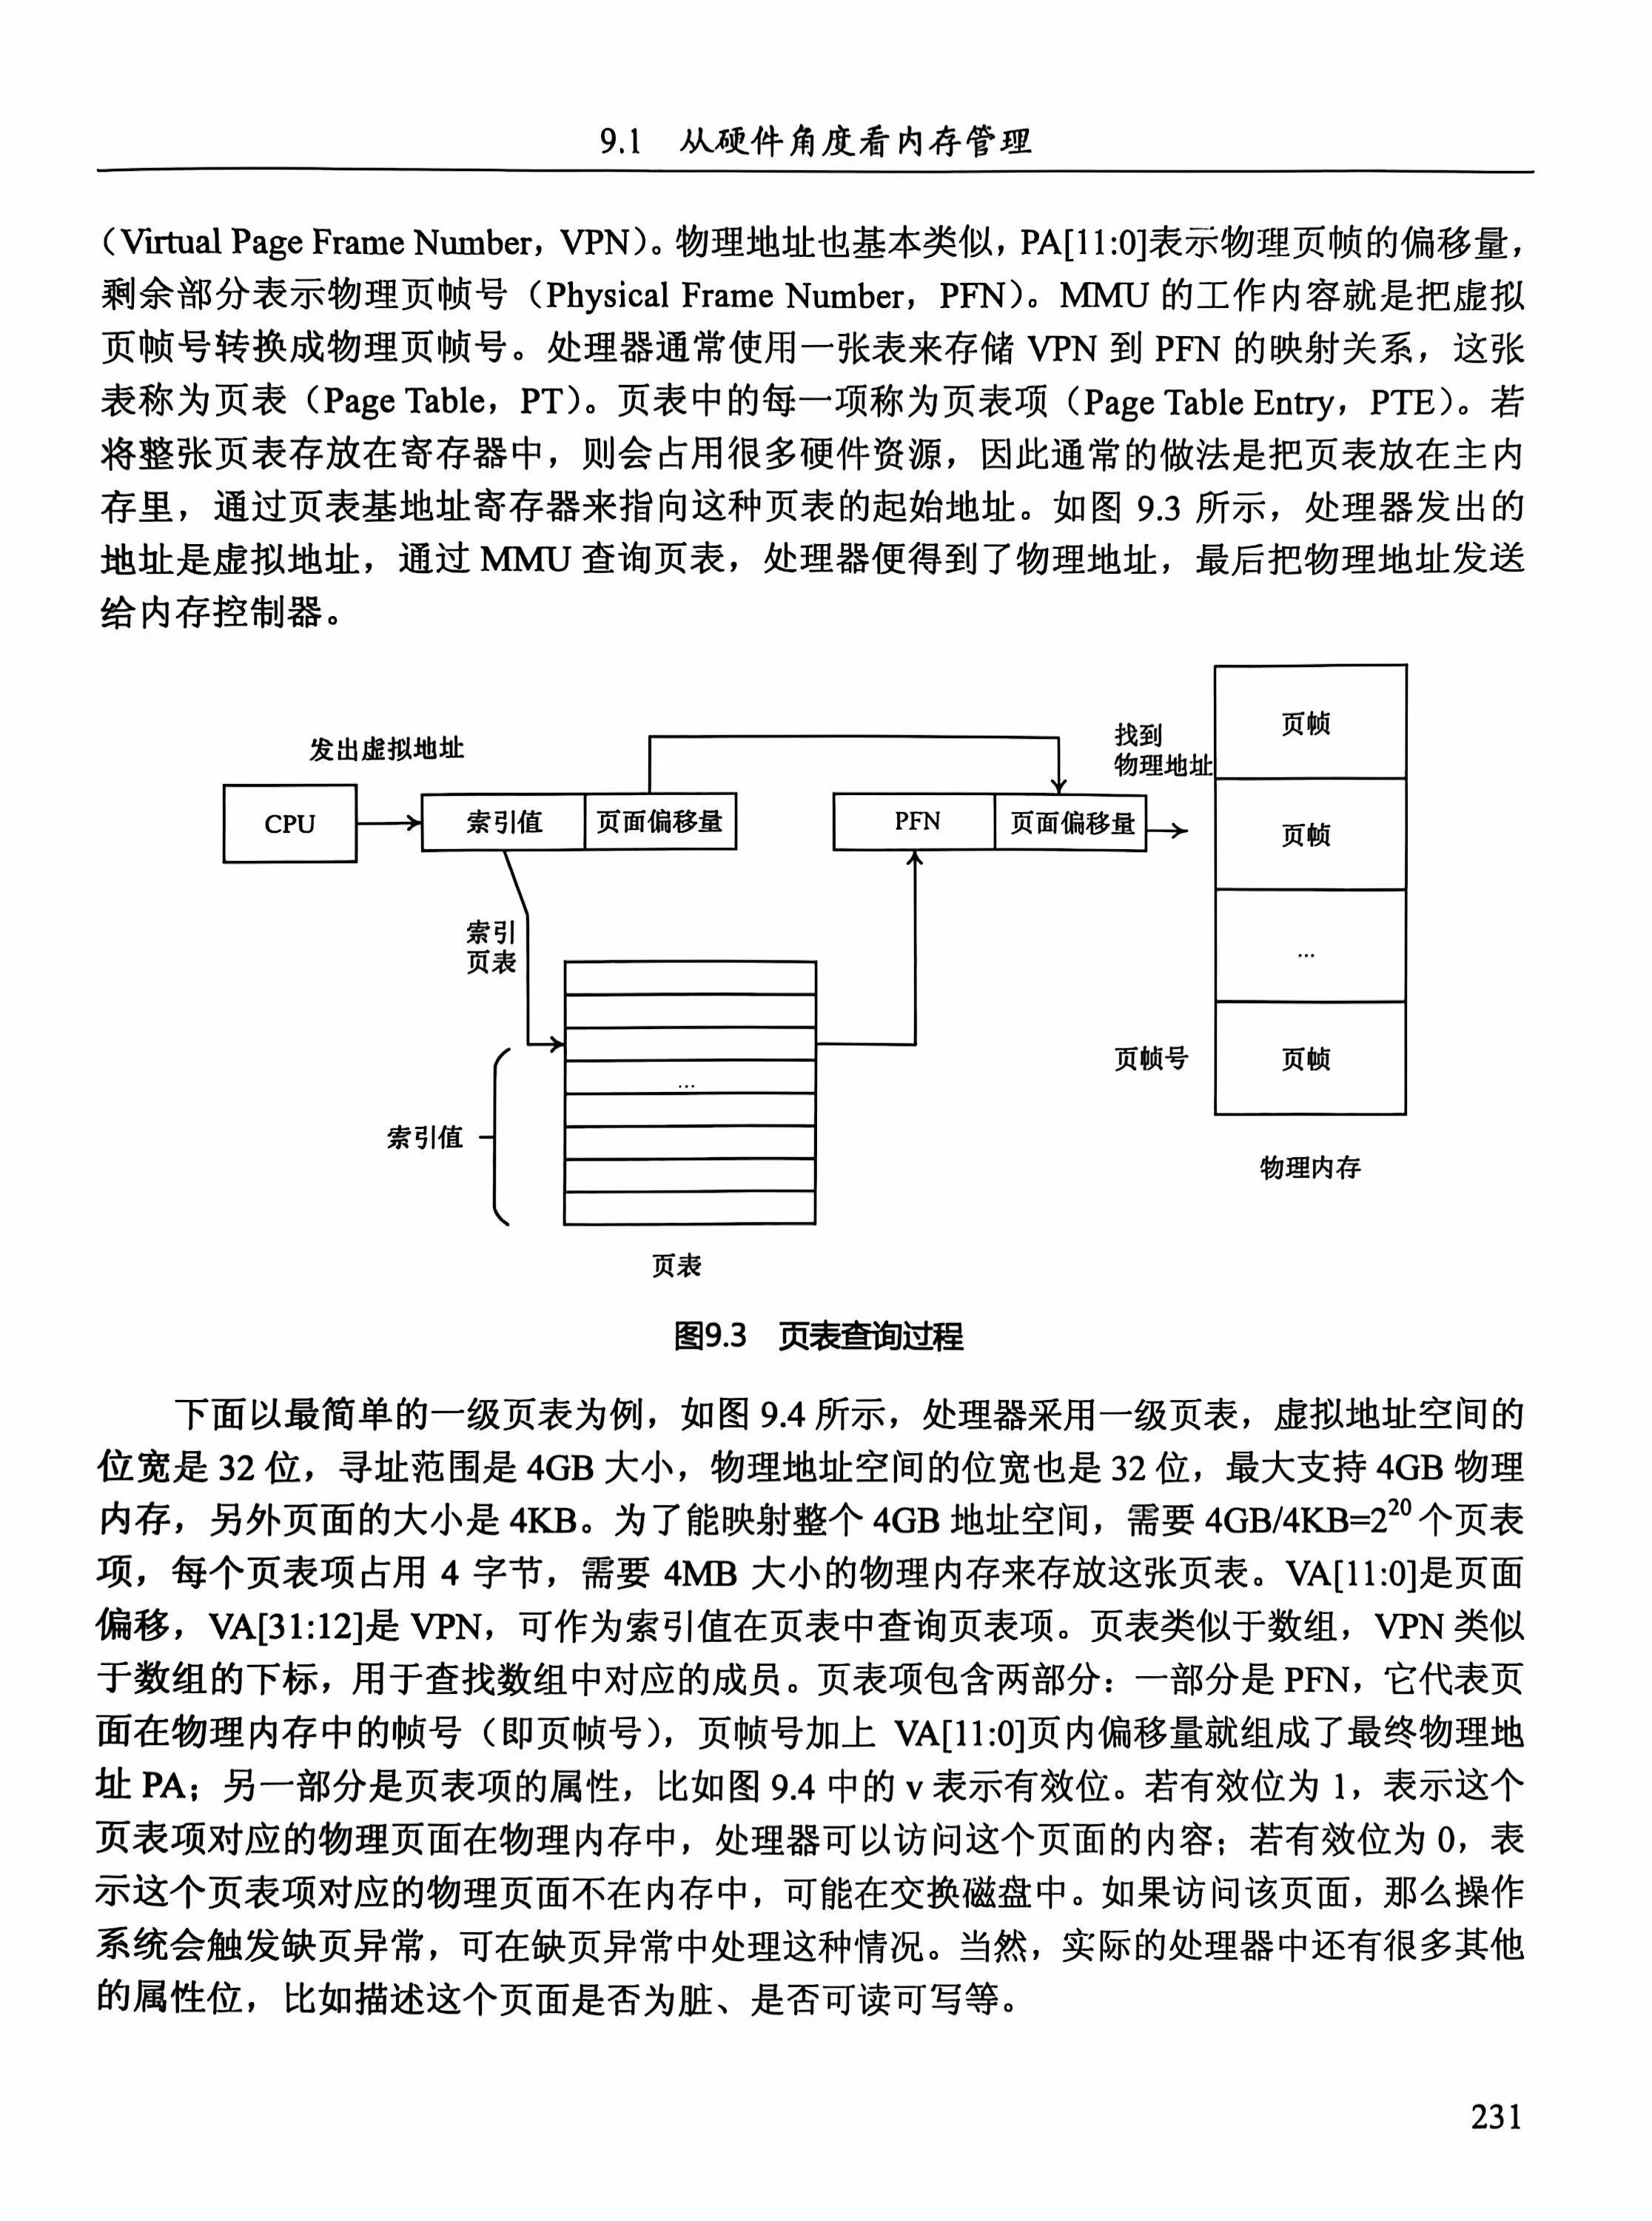 9.1 从硬件角度看内存管理
（Virtual Page Frame Number，VPN）。物理地址也基本类似，PA[11:0]表示物理页帧的偏移量，
剩余部分表示物理页帧号（Physical Frame Number，PFN）。MMU 的工作内容就是把虚拟
页帧号转换成物理页帧号。处理器通常使用一张表来存储 VPN 到 PFN 的映射关系，这张
表称为页表（Page Table，PT）。页表中的每一项称为页表项（Page Table Entry，PTE）。若
将整张页表存放在寄存器中，则会占用很多硬件资源，因此通常的做法是把页表放在主内
存里，通过页表基地址寄存器来指向这种页表的起始地址。如图 9.3 所示，处理器发出的
地址是虚拟地址，通过 MMU 查询页表，处理器便得到了物理地址，最后把物理地址发送
给内存控制器。
发出虚拟地址
CPU
索引值
页面偏移量
PFN
页面偏移量
找到
物理地址
页帧
页帧
...
页帧
页帧号
物理内存
索引
页表
...
索引值
页表
图9.3 页表查询过程
下面以最简单的一级页表为例，如图 9.4 所示，处理器采用一级页表，虚拟地址空间的
位宽是 32 位，寻址范围是 4GB 大小，物理地址空间的位宽也是 32 位，最大支持 4GB 物理
内存，另外页面的大小是 4KB。为了能映射整个 4GB 地址空间，需要 4GB/4KB=2²⁰ 个页表
项，每个页表项占用 4 字节，需要 4MB 大小的物理内存来存放这张页表。VA[11:0]是页面
偏移，VA[31:12]是 VPN，可作为索引值在页表中查询页表项。页表类似于数组，VPN 类似
于数组的下标，用于查找数组中对应的成员。页表项包含两部分：一部分是 PFN，它代表页
面在物理内存中的帧号（即页帧号），页帧号加上 VA[11:0]页内偏移量就组成了最终物理地
址 PA；另一部分是页表项的属性，比如图 9.4 中的 v 表示有效位。若有效位为 1，表示这个
页表项对应的物理页面在物理内存中，处理器可以访问这个页面的内容；若有效位为 0，表
示这个页表项对应的物理页面不在内存中，可能在交换磁盘中。如果访问该页面，那么操作
系统会触发缺页异常，可在缺页异常中处理这种情况。当然，实际的处理器中还有很多其他
的属性位，比如描述这个页面是否为脏、是否可读可写等。
231